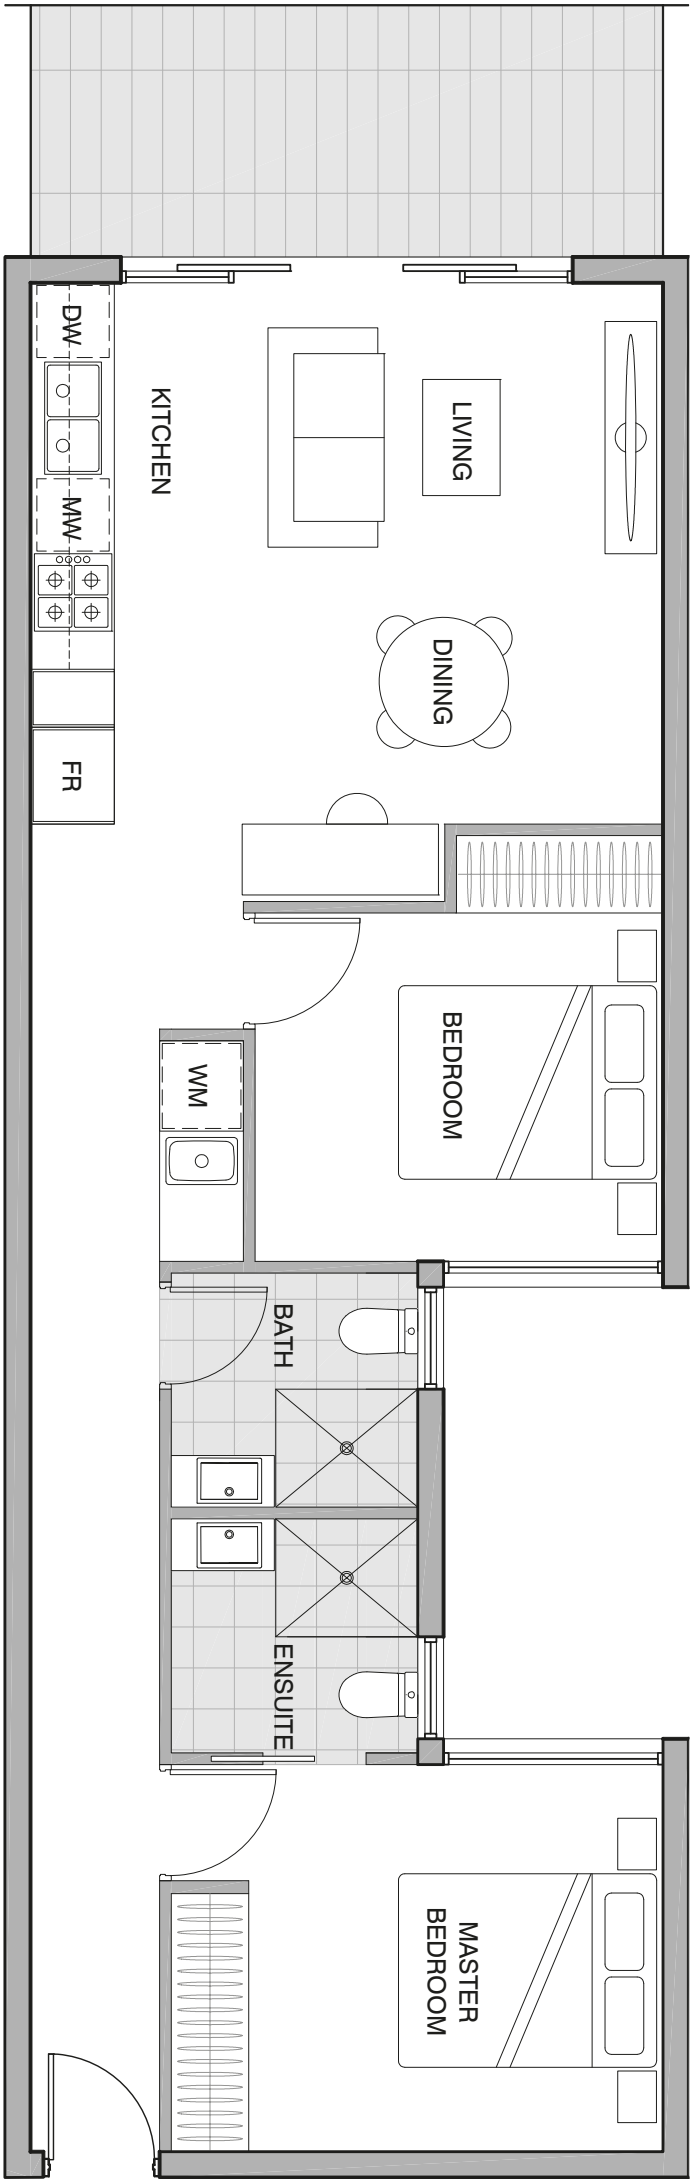 DW
KITCHEN
LIVING
MW
DINING
FR
BEDROOM
WM
BATH
ENSUITE
MASTER
BEDROOM